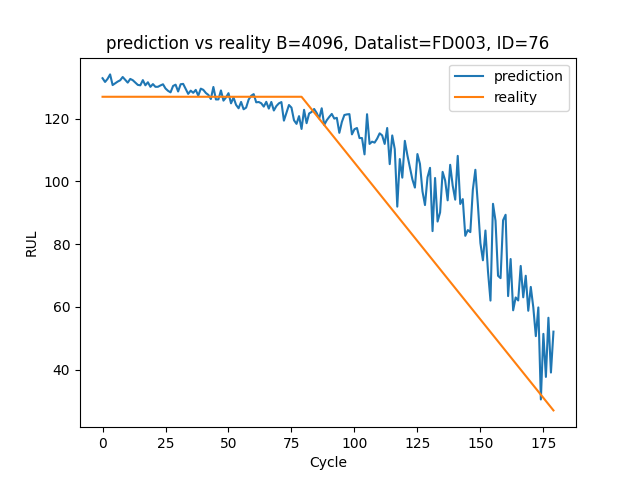 prediction vs reality B=4096, Datalist=FD003, ID=76
prediction
reality
RUL
120
100
80
60
40
0 25 50 75 100 125 150 175
Cycle